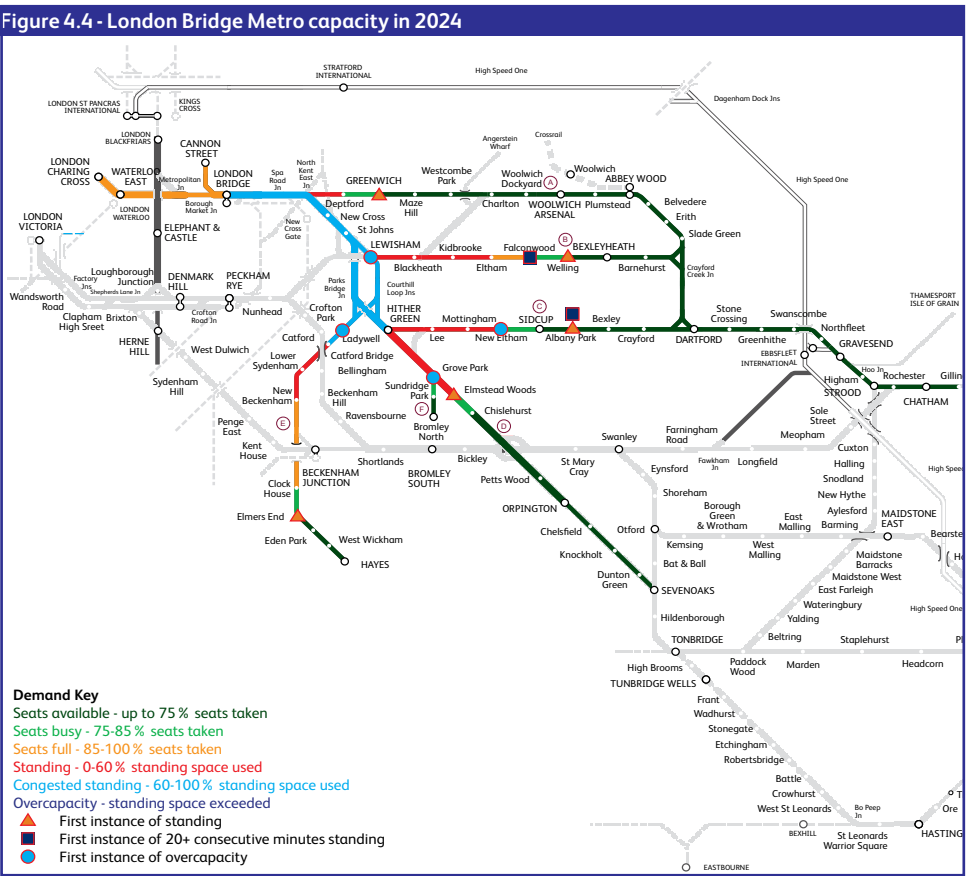 Figure 4.4 - London Bridge Metro capacity in 2024
STRATFORD
INTERNATIONAL
High Speed One
Dagenham Dock Jns
LONDON ST PANCRAS
INTERNATIONAL
KINGS
CROSS
LONDON
BLACKFRIARS
CANNON
STREET
LONDON
CHARING
CROSS
WATERLOO
EAST
Metropolitan
Jn
LONDON
BRIDGE
Spa
Road Jn
North
Kent
East
Jn
GREENWICH
Westcombe
Park
Angerstein
Wharf
Crossrail
Woolwich
Dockyard
A
Woolwich
ABBEY WOOD
High Speed One
LONDON
WATERLOO
Borough
Market Jn
Deptford
Maze
Hill
Charlton
WOOLWICH
ARSENAL
Plumstead
Belvedere
Erith
Slade Green
LONDON
VICTORIA
ELEPHANT &
CASTLE
New
Cross
Gate
New Cross
St Johns
LEWISHAM
Kidbrooke
Falconwood
B
BEXLEYHEATH
Blackheath
Eltham
Welling
Barnehurst
Crayford
Creek Jn
Factory
Jns
Loughborough
Junction
Shepherds Lane Jn
DENMARK
HILL
PECKHAM
RYE
Parks
Bridge
Jn
Courthill
Loop Jns
Wandsworth
Road
Clapham
High Sreet
Brixton
Crofton
Road Jn
Nunhead
Crofton
Park
HITHER
GREEN
Mottingham
C
SIDCUP
Bexley
Stone
Crossing
Swanscombe
THAMESPORT
ISLE OF GRAIN
Northfleet
GRAVESEND
HERNE
HILL
Catford
Ladywell
Lee
New Eltham
Albany Park
Crayford
DARTFORD
Greenhithe
EBBSFLEET
INTERNATIONAL
West Dulwich
Lower
Sydenham
Catford Bridge
Bellingham
Grove Park
Hoo Jn
Higham
STROOD
Rochester
Gillin
CHATHAM
Sydenham
Hill
New
Beckenham
Beckenham
Hill
Sundridge
Park
Elmstead Woods
Ravensbourne
F
Chislehurst
D
Sole
Street
Penge
East
E
Bromley
North
Swanley
Farningham
Road
Meopham
Kent
House
BECKENHAM
JUNCTION
Shortlands
BROMLEY
SOUTH
Bickley
St Mary
Cray
Eynsford
Fawkham
Jn
Longfield
Cuxton
Halling
Clock
House
Petts Wood
Snodland
High Speed
Shoreham
New Hythe
Elmers End
ORPINGTON
Borough
Green
& Wrotham
East
Malling
Aylesford
Barming
MAIDSTONE
EAST
Eden Park
West Wickham
Chelsfield
Otford
Kemsing
West
Malling
Bearste
HAYES
Knockholt
Bat & Ball
Maidstone
Barracks
Maidstone West
Dunton
Green
SEVENOAKS
East Farleigh
Wateringbury
High Speed One
Hildenborough
Yalding
TONBRIDGE
Beltring
Staplehurst
High Brooms
Paddock
Wood
Marden
Headcorn
TUNBRIDGE WELLS
Frant
Wadhurst
Stonegate
Etchingham
Robertsbridge
Battle
Crowhurst
West St Leonards
Bo Peep
Jn
Ore
BEXHILL
St Leonards
Warrior Square
HASTING
EASTBOURNE
Demand Key
Seats available - up to 75% seats taken
Seats busy - 75-85% seats taken
Seats full - 85-100% seats taken
Standing - 0-60% standing space used
Congested standing - 60-100% standing space used
Overcapacity - standing space exceeded
First instance of standing
First instance of 20+ consecutive minutes standing
First instance of overcapacity